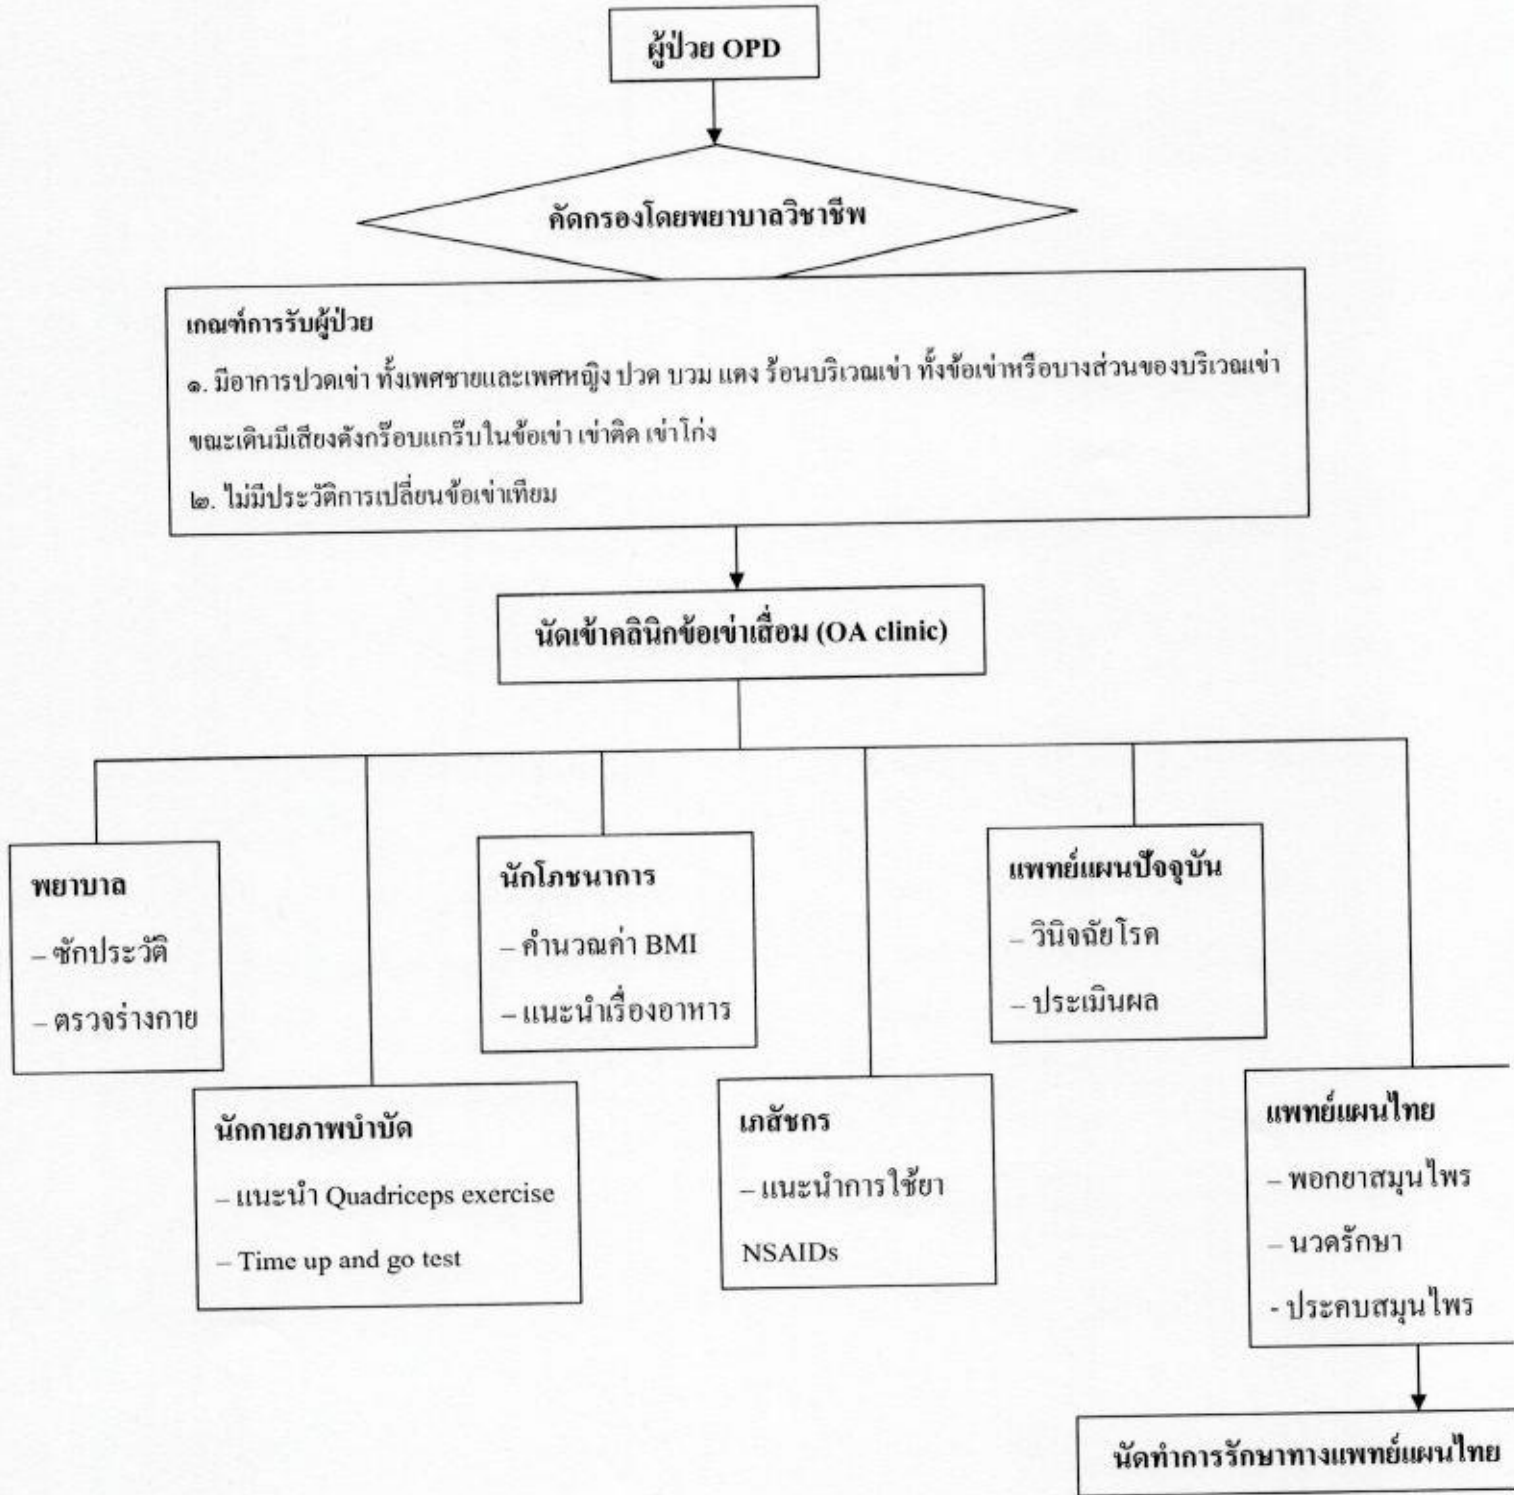 ผู้ป่วย OPD
คัดกรองโดยพยาบาลวิชาชีพ
เกณฑ์การรับผู้ป่วย
๑. มีอาการปวดเข่า ทั้งเพศชายและเพศหญิง ปวด บวม แดง ร้อนบริเวณเข่า ทั้งข้อเข่าหรือบางส่วนของบริเวณเข่า
ขณะเดินมีเสียงดังกร๊อบแกร๊บในข้อเข่า เข่าติด เข่าโก่ง
๒. ไม่มีประวัติการเปลี่ยนข้อเข่าเทียม
นัดเข้าคลินิกข้อเข่าเสื่อม (OA clinic)
พยาบาล
– ซักประวัติ
– ตรวจร่างกาย
นักกายภาพบำบัด
– แนะนำ Quadriceps exercise
– Time up and go test
นักโภชนาการ
– คำนวณค่า BMI
– แนะนำเรื่องอาหาร
เภสัชกร
– แนะนำการใช้ยา
NSAIDs
แพทย์แผนปัจจุบัน
– วินิจฉัยโรค
– ประเมินผล
แพทย์แผนไทย
– พอกยาสมุนไพร
– นวดรักษา
- ประคบสมุนไพร
นัดทำการรักษาทางแพทย์แผนไทย